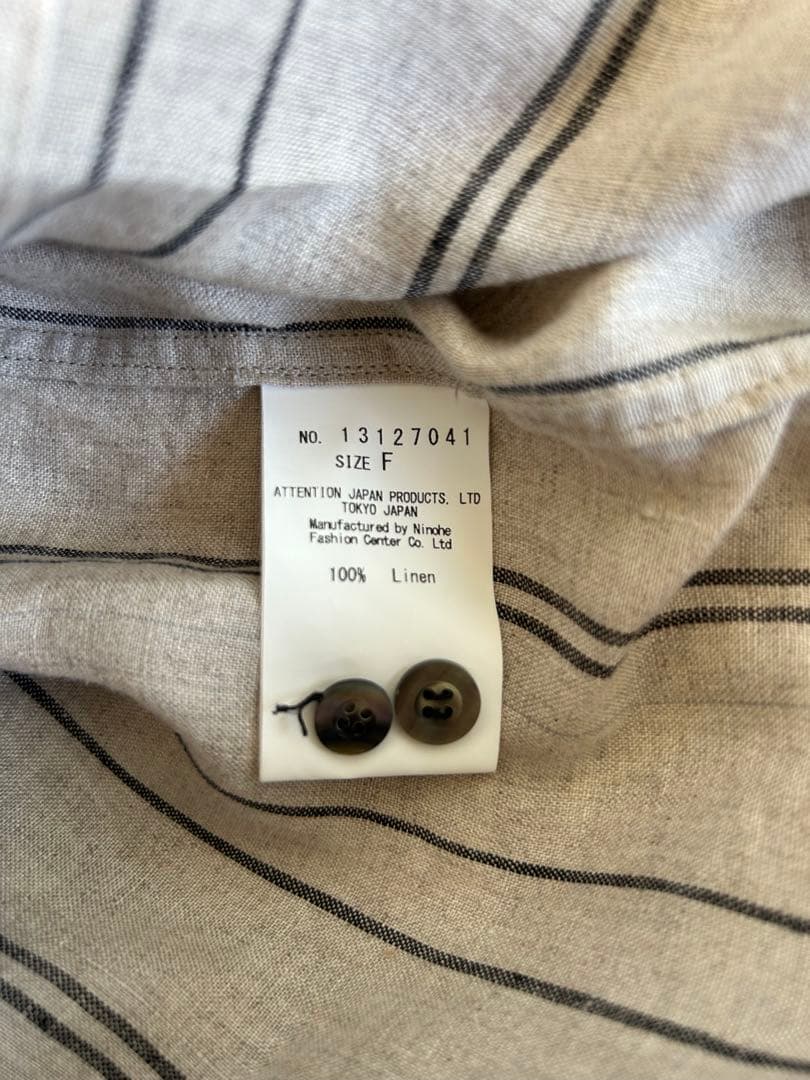 NO. 13127041
SIZE F
ATTENTION JAPAN PRODUCTS. LTD
TOKYO JAPAN
Manufactured by Ninohe
Fashion Center Co. Ltd
100% Linen